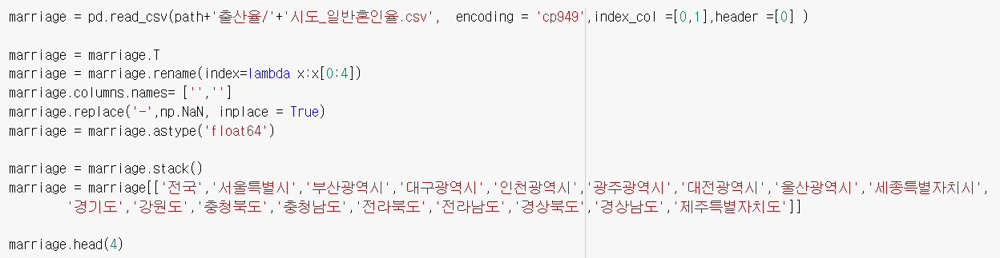 marriage = pd.read_csv(path+'출산율/'+'시도_일반혼인율.csv',  encoding = 'cp949',index_col =[0,1],header =[0] )
marriage = marriage.T
marriage = marriage.rename(index=lambda x:x[0:4])
marriage.columns.names= ['','']
marriage.replace('-',np.NaN, inplace = True)
marriage = marriage.astype('float64')
marriage = marriage.stack()
marriage = marriage[['전국','서울특별시','부산광역시','대구광역시','인천광역시','광주광역시','대전광역시','울산광역시','세종특별자치시',
'경기도','강원도','충청북도','충청남도','전라북도','전라남도','경상북도','경상남도','제주특별자치도']]
marriage.head(4)